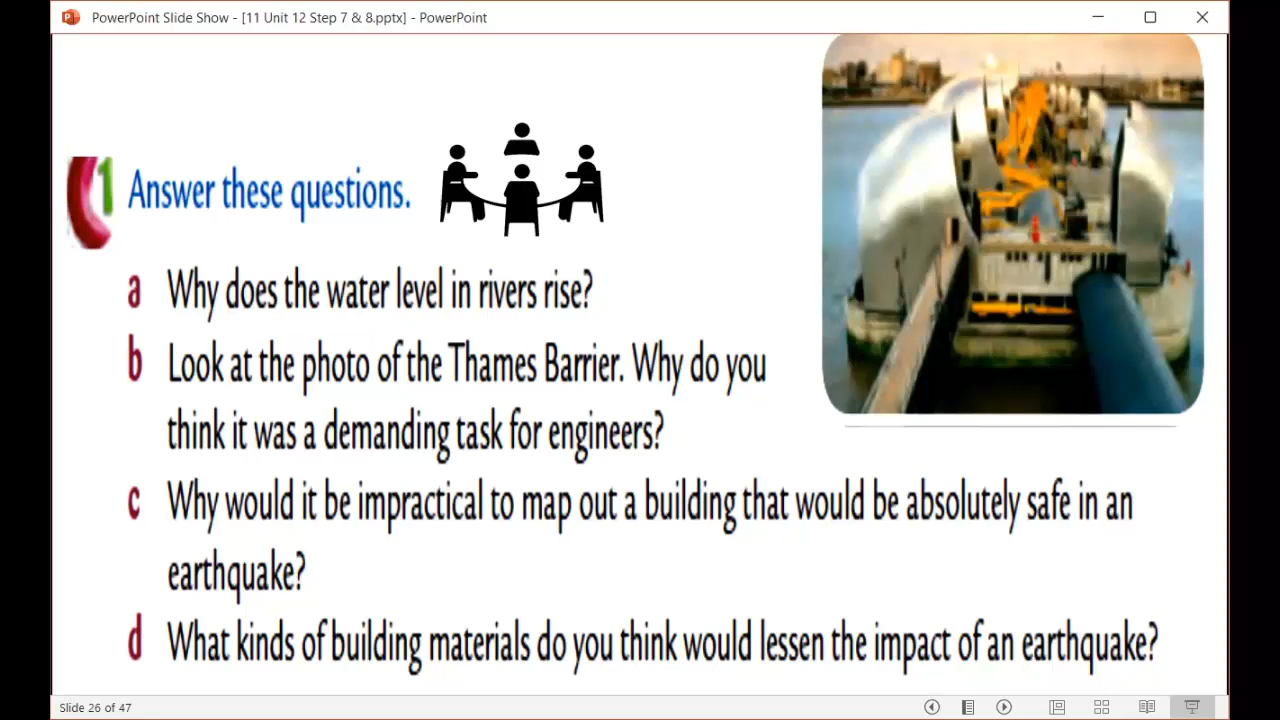 PowerPoint Slide Show - [11 Unit 12 Step 7 & 8.pptx] - PowerPoint
C1 Answer these questions.
a Why does the water level in rivers rise?
b Look at the photo of the Thames Barrier. Why do you
think it was a demanding task for engineers?
c Why would it be impractical to map out a building that would be absolutely safe in an
earthquake?
d What kinds of building materials do you think would lessen the impact of an earthquake?
Slide 26 of 47